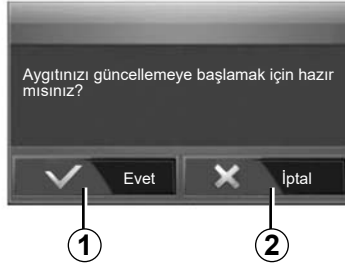 Aygıtınızı güncellemeye başlamak için hazır
mısınız?
Evet
İptal
1
2